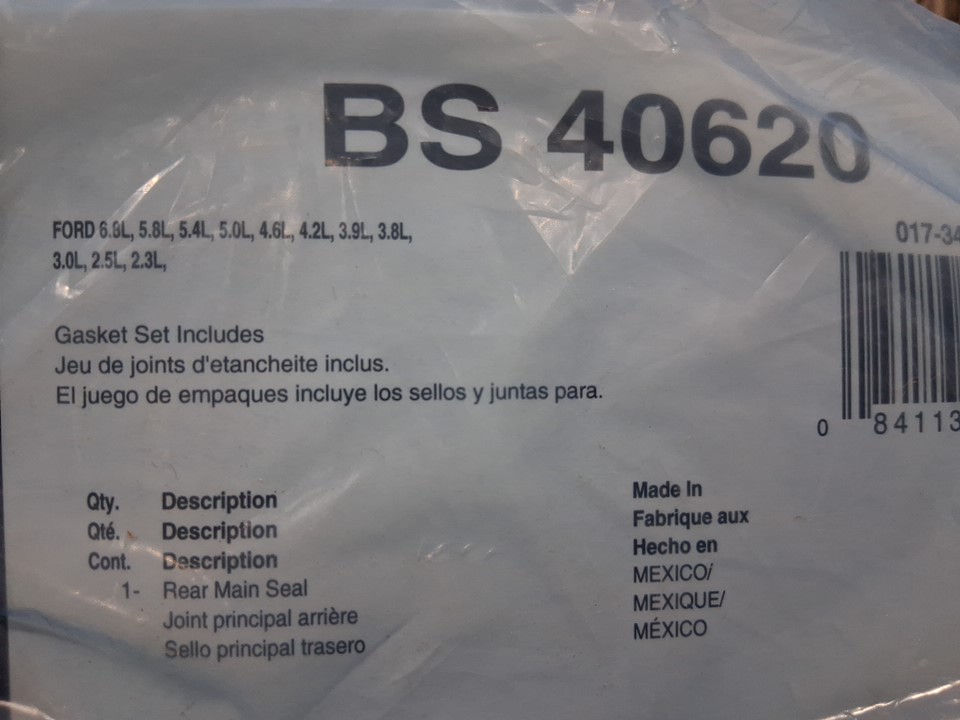 BS 40620
FORD 6.8L, 5.8L, 5.4L, 5.0L, 4.6L, 4.2L, 3.9L, 3.8L,
3.0L, 2.5L, 2.3L,
017-34
Gasket Set Includes
Jeu de joints d'etancheite inclus.
El juego de empaques incluye los sellos y juntas para.
0 84113
Qty. Description
Qté. Description
Cont. Description
1- Rear Main Seal
Joint principal arrière
Sello principal trasero
Made In
Fabrique aux
Hecho en
MEXICO/
MEXIQUE/
MÉXICO